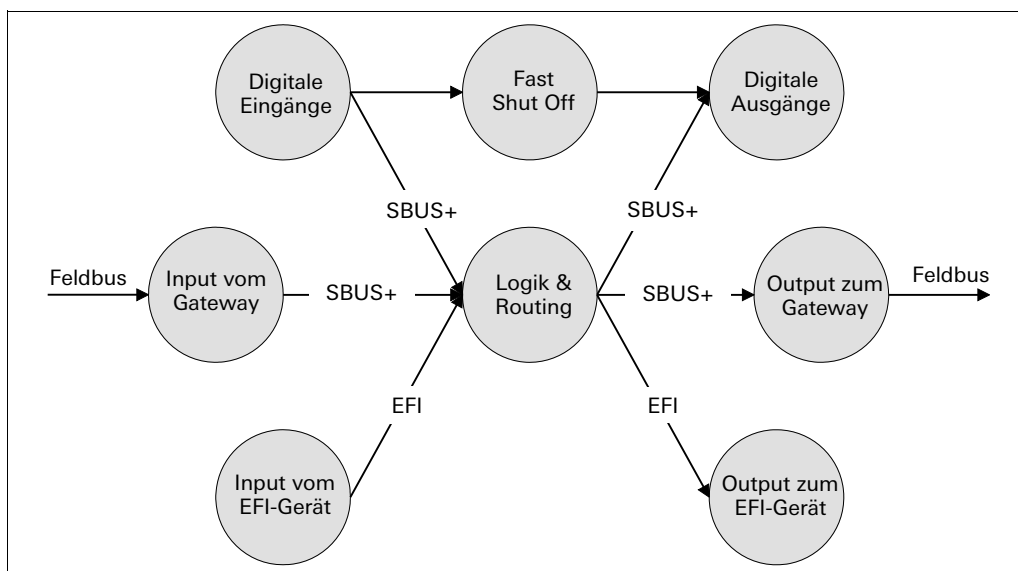 Digitale
Eingänge
Fast
Shut Off
Digitale
Ausgänge
SBUS+
SBUS+
Feldbus
Input vom
Gateway
SBUS+
Logik &
Routing
SBUS+
Output zum
Gateway
Feldbus
EFI
EFI
Input vom
EFI-Gerät
Output zum
EFI-Gerät